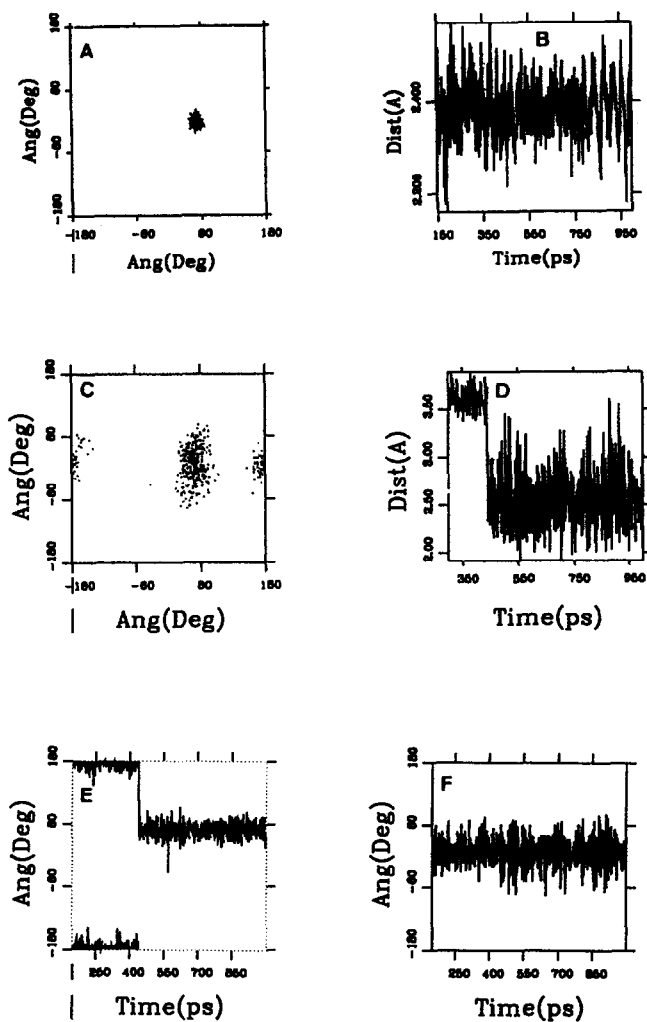 A
180
60
-60
-180
Ang(Deg)
-180 -60 60 180
Ang(Deg)
B
2.400
2.200
Dist(A)
150 350 550 750 950
Time(ps)
C
180
60
-60
-180
Ang(Deg)
-180 -60 60 180
Ang(Deg)
D
3.50
3.00
2.50
2.00
Dist(A)
350 550 750 950
Time(ps)
E
180
60
-60
-180
Ang(Deg)
250 400 550 700 850
Time(ps)
F
180
60
-60
-180
Ang(Deg)
250 400 550 700 850
Time(ps)